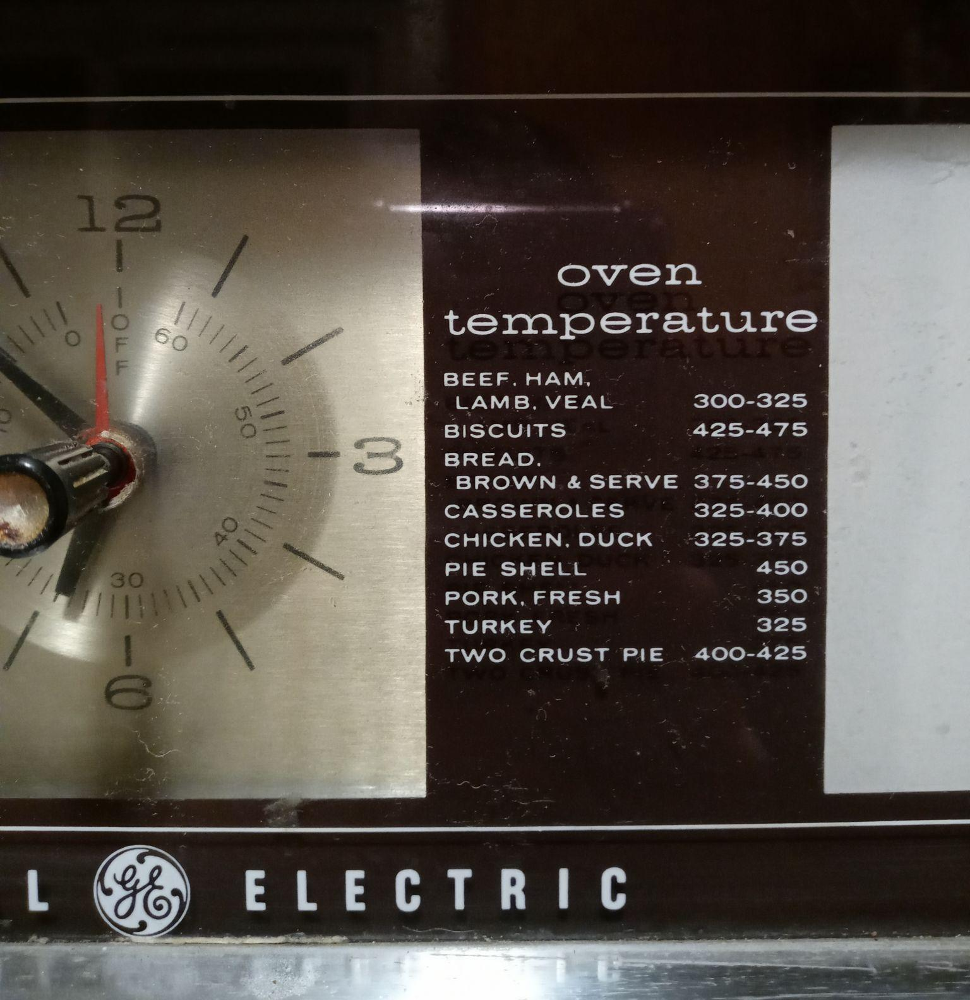 12
OFF
0
60
50
3
40
30
6
oven
temperature
BEEF, HAM,
LAMB, VEAL 300-325
BISCUITS 425-475
BREAD,
BROWN & SERVE 375-450
CASSEROLES 325-400
CHICKEN, DUCK 325-375
PIE SHELL 450
PORK, FRESH 350
TURKEY 325
TWO CRUST PIE 400-425
L GE ELECTRIC